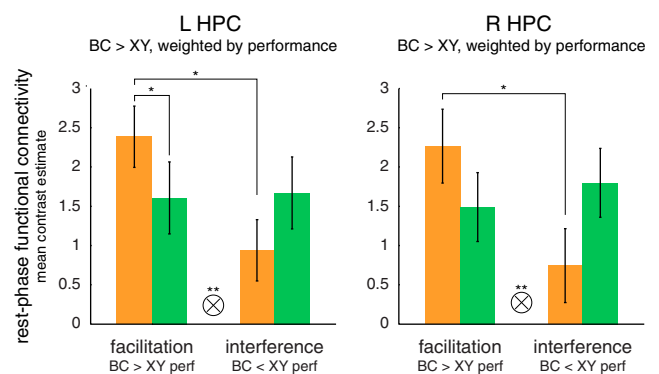 L HPC
BC > XY, weighted by performance
R HPC
BC > XY, weighted by performance
rest-phase functional connectivity
mean contrast estimate
3
2.5
2
1.5
1
0.5
0
*
*
**
facilitation
BC > XY perf
interference
BC < XY perf
3
2.5
2
1.5
1
0.5
0
*
**
facilitation
BC > XY perf
interference
BC < XY perf